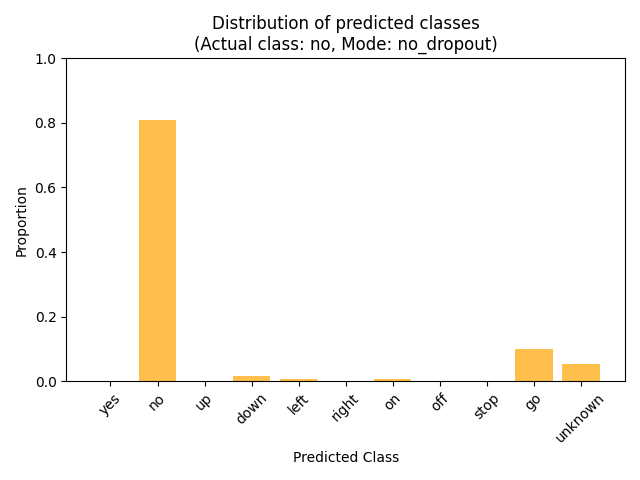 Distribution of predicted classes
(Actual class: no, Mode: no_dropout)
1.0
0.8
0.6
0.4
0.2
0.0
Proportion
yes
no
up
down
left
right
on
off
stop
go
unknown
Predicted Class